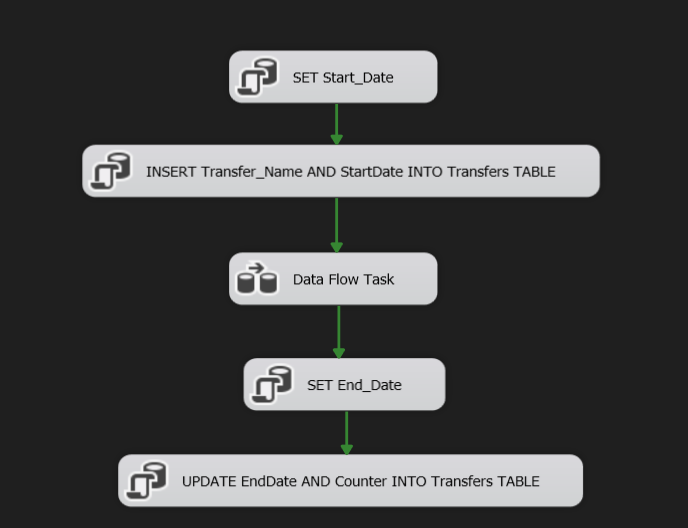 SET Start_Date
INSERT Transfer_Name AND StartDate INTO Transfers TABLE
Data Flow Task
SET End_Date
UPDATE EndDate AND Counter INTO Transfers TABLE